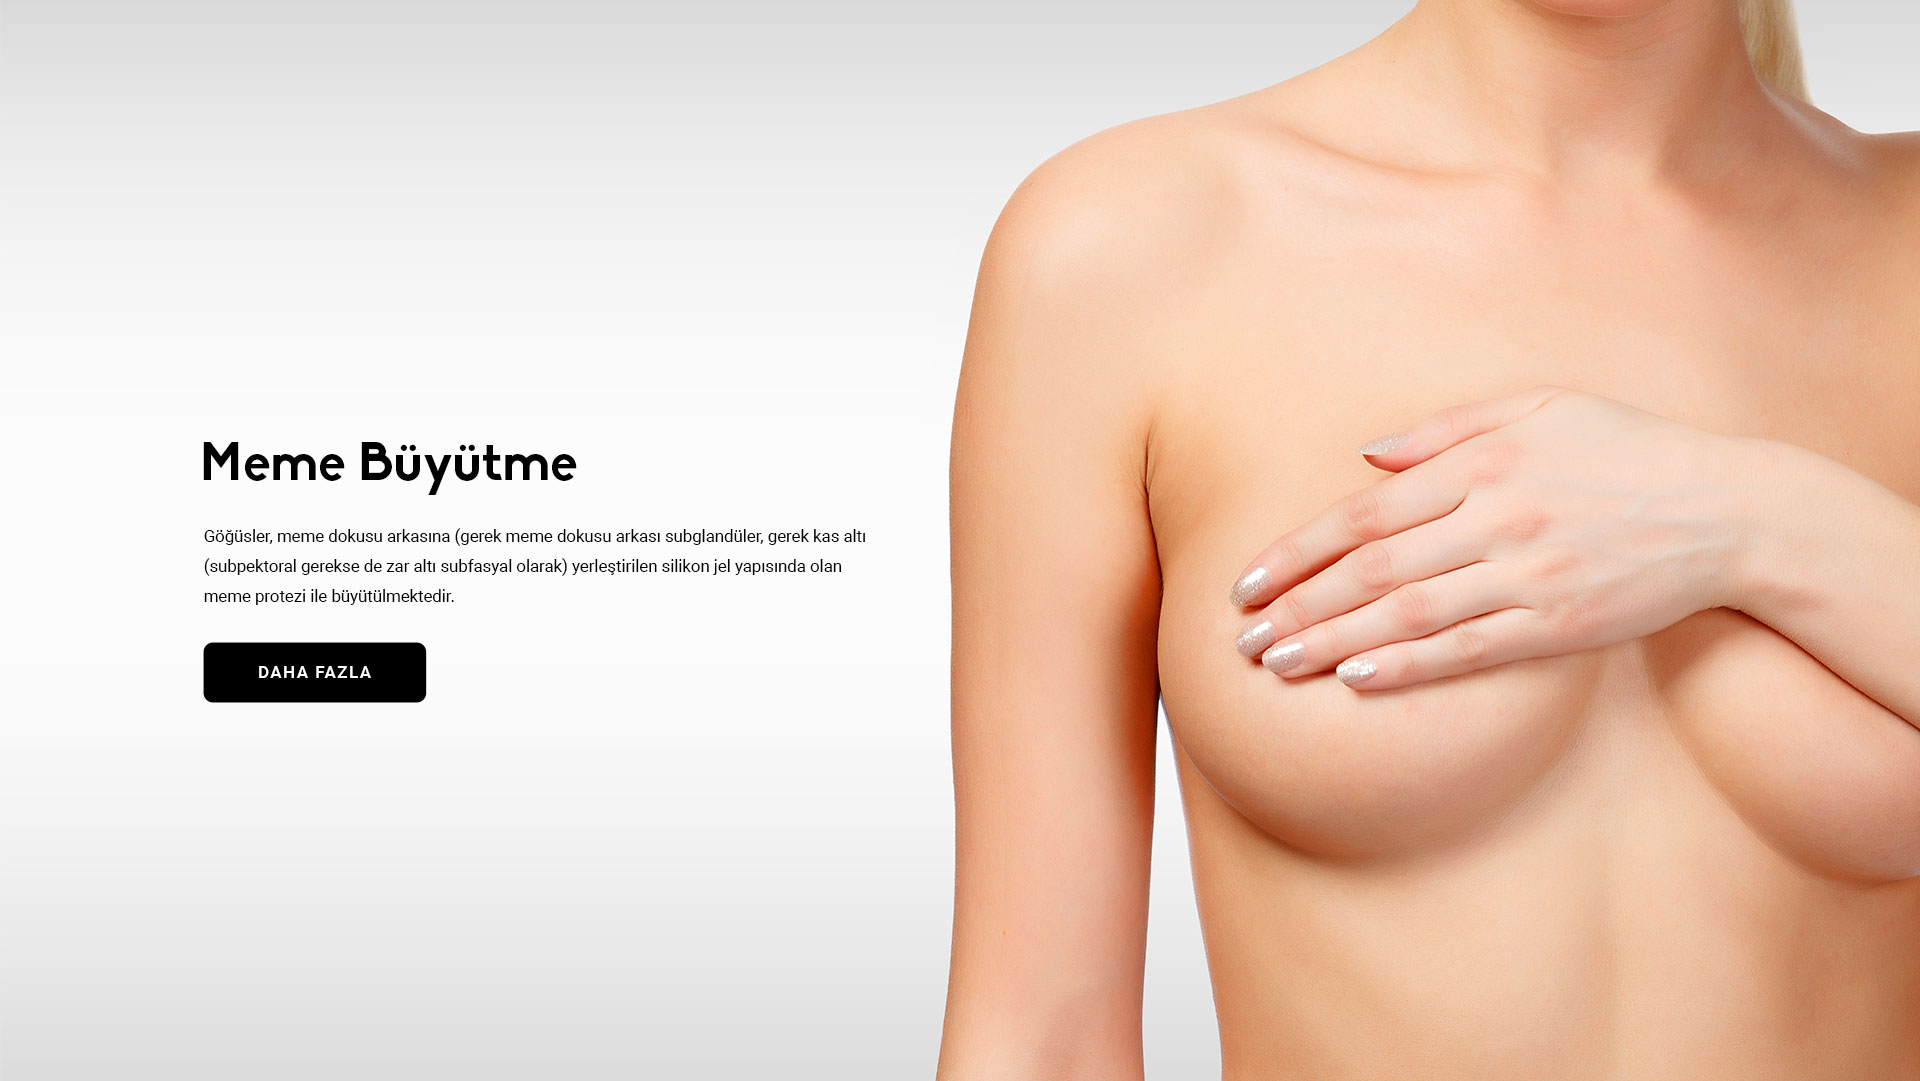 Meme Büyütme
Göğüsler, meme dokusu arkasına (gerek meme dokusu arkası subglandüler, gerek kas altı
(subpektoral gerekse de zar altı subfasyal olarak) yerleştirilen silikon jel yapısında olan
meme protezi ile büyütülmektedir.
DAHA FAZLA